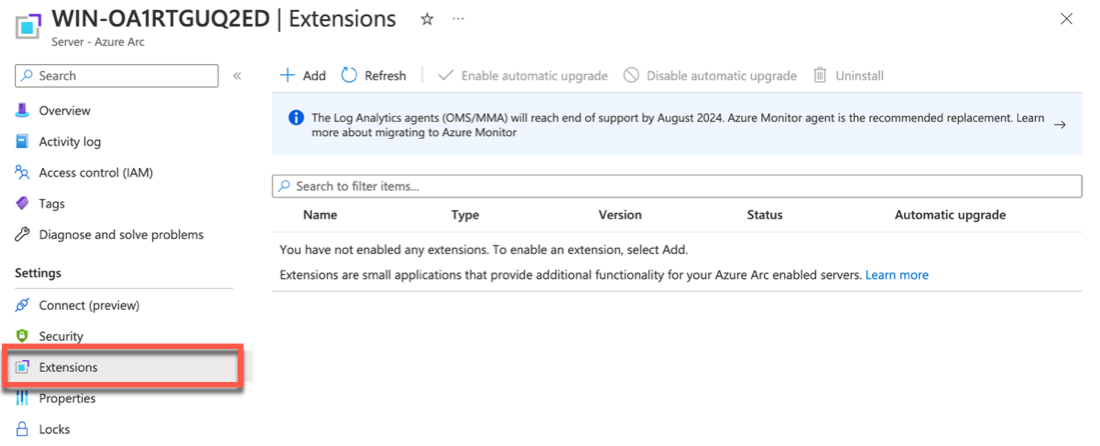 WIN-OA1RTGUQ2ED | Extensions
Server - Azure Arc
Search
Overview
Activity log
Access control (IAM)
Tags
Diagnose and solve problems
Settings
Connect (preview)
Security
Extensions
Properties
Locks
Add Refresh Enable automatic upgrade Disable automatic upgrade Uninstall
The Log Analytics agents (OMS/MMA) will reach end of support by August 2024. Azure Monitor agent is the recommended replacement. Learn
more about migrating to Azure Monitor
Search to filter items...
Name Type Version Status Automatic upgrade
You have not enabled any extensions. To enable an extension, select Add.
Extensions are small applications that provide additional functionality for your Azure Arc enabled servers. Learn more